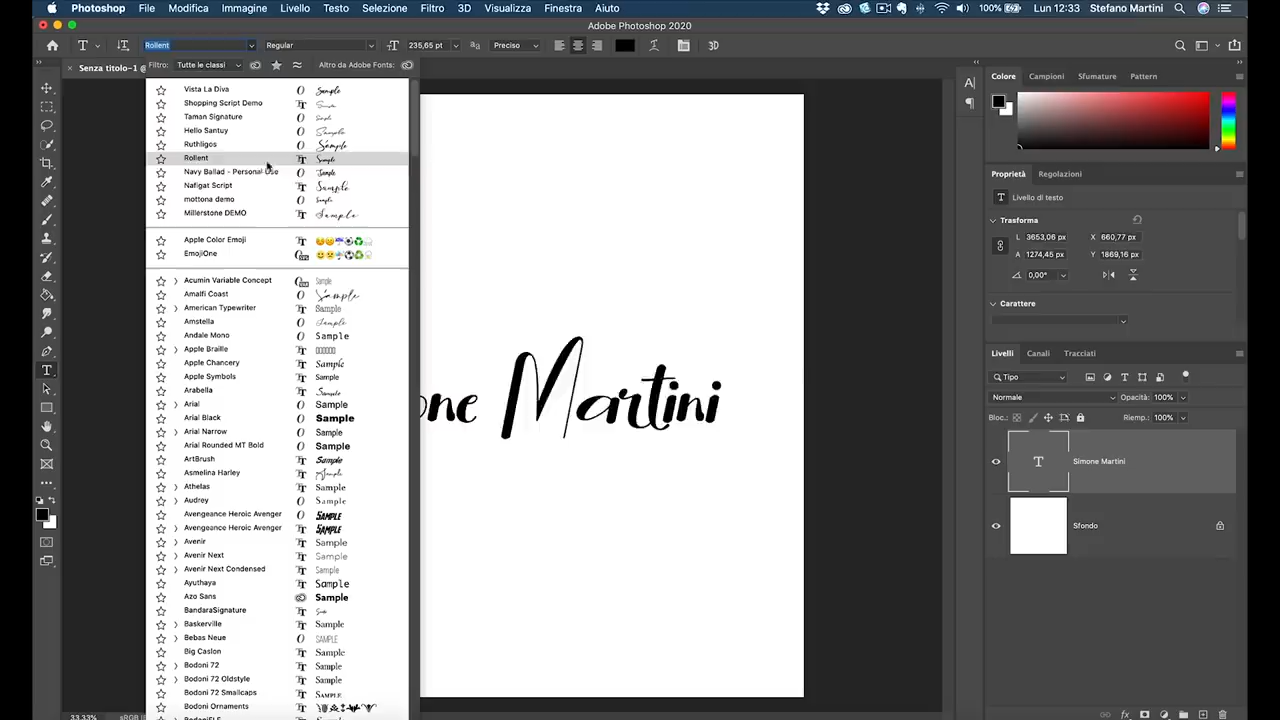 Photoshop File Modifica Immagine Livello Testo Selezione Filtro 3D Visualizza Finestra Aiuto 100% Lun 12:33 Stefano Martini
Adobe Photoshop 2020
T Rollent Regular 235,65 pt Preciso 3D
Senza titolo-1 @
Filtro: Tutte le classi Altro da Adobe Fonts:
Vista La Diva Sample
Shopping Script Demo
Taman Signature Sample
Hello Santuy Sample
Ruthligos Sample
Rollent Sample
Navy Ballad - Personal Use Sample
Nafigat Script Sample
mottona demo Sample
Millerstone DEMO Sample
Apple Color Emoji
EmojiOne
Acumin Variable Concept Sample
Amalfi Coast Sample
American Typewriter Sample
Amstella Sample
Andale Mono Sample
Apple Braille
Apple Chancery Sample
Apple Symbols Sample
Arabella Sample
Arial Sample
Arial Black Sample
Arial Narrow Sample
Arial Rounded MT Bold Sample
ArtBrush Sample
Asmelina Harley Sample
Athelas Sample
Audrey Sample
Avengeance Heroic Avenger SAMPLE
Avengeance Heroic Avenger SAMPLE
Avenir Sample
Avenir Next Sample
Avenir Next Condensed Sample
Ayuthaya Sample
Azo Sans Sample
BandaraSignature
Baskerville Sample
Bebas Neue SAMPLE
Big Caslon Sample
Bodoni 72 Sample
Bodoni 72 Oldstyle Sample
Bodoni 72 Smallcaps SAMPLE
Bodoni Ornaments
one Martini
Colore Campioni Sfumature Pattern
Proprietà Regolazioni
T Livello di testo
Trasforma
L 3653,06 px X 660,77 px
A 1274,45 px Y 1869,16 px
0,00°
Carattere
Livelli Canali Tracciati
Tipo
Normale Opacità: 100%
Bloc.: Riemp.: 100%
T Simone Martini
Sfondo
33,33%